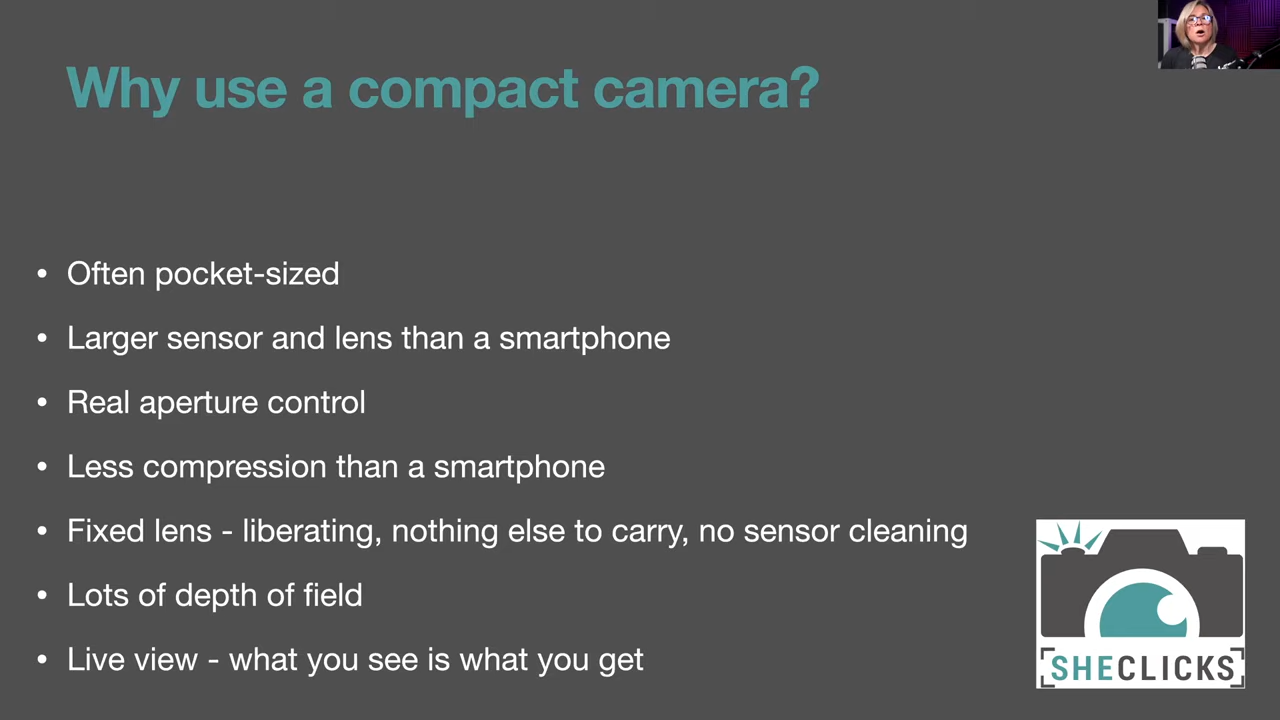 Why use a compact camera?
• Often pocket-sized
• Larger sensor and lens than a smartphone
• Real aperture control
• Less compression than a smartphone
• Fixed lens - liberating, nothing else to carry, no sensor cleaning
• Lots of depth of field
• Live view - what you see is what you get
SHECLICKS